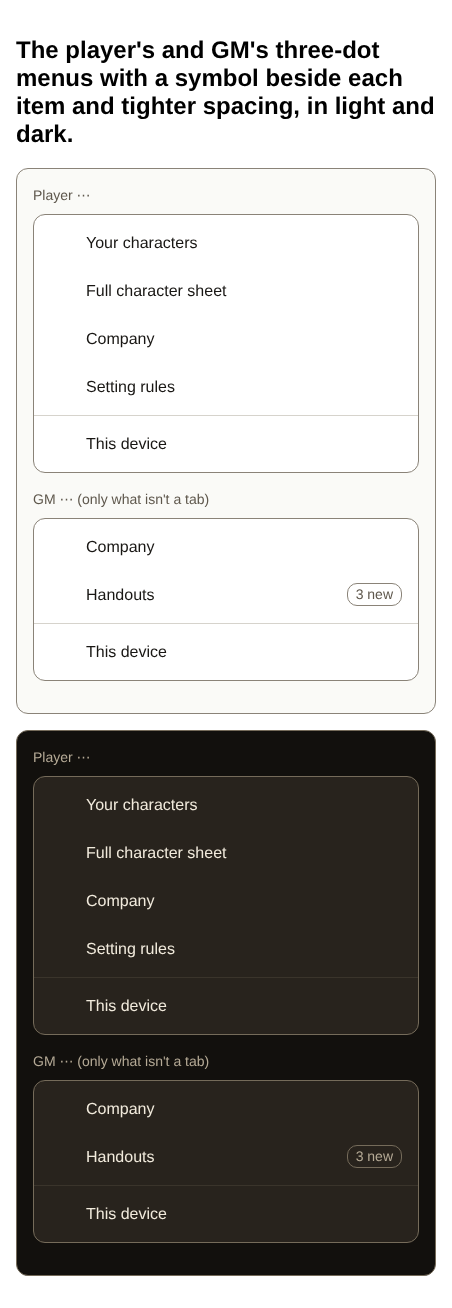 The player's and GM's three-dot
menus with a symbol beside each
item and tighter spacing, in light and
dark.
Player ⋯
Your characters
Full character sheet
Company
Setting rules
This device
GM ⋯ (only what isn't a tab)
Company
Handouts 3 new
This device
Player ⋯
Your characters
Full character sheet
Company
Setting rules
This device
GM ⋯ (only what isn't a tab)
Company
Handouts 3 new
This device